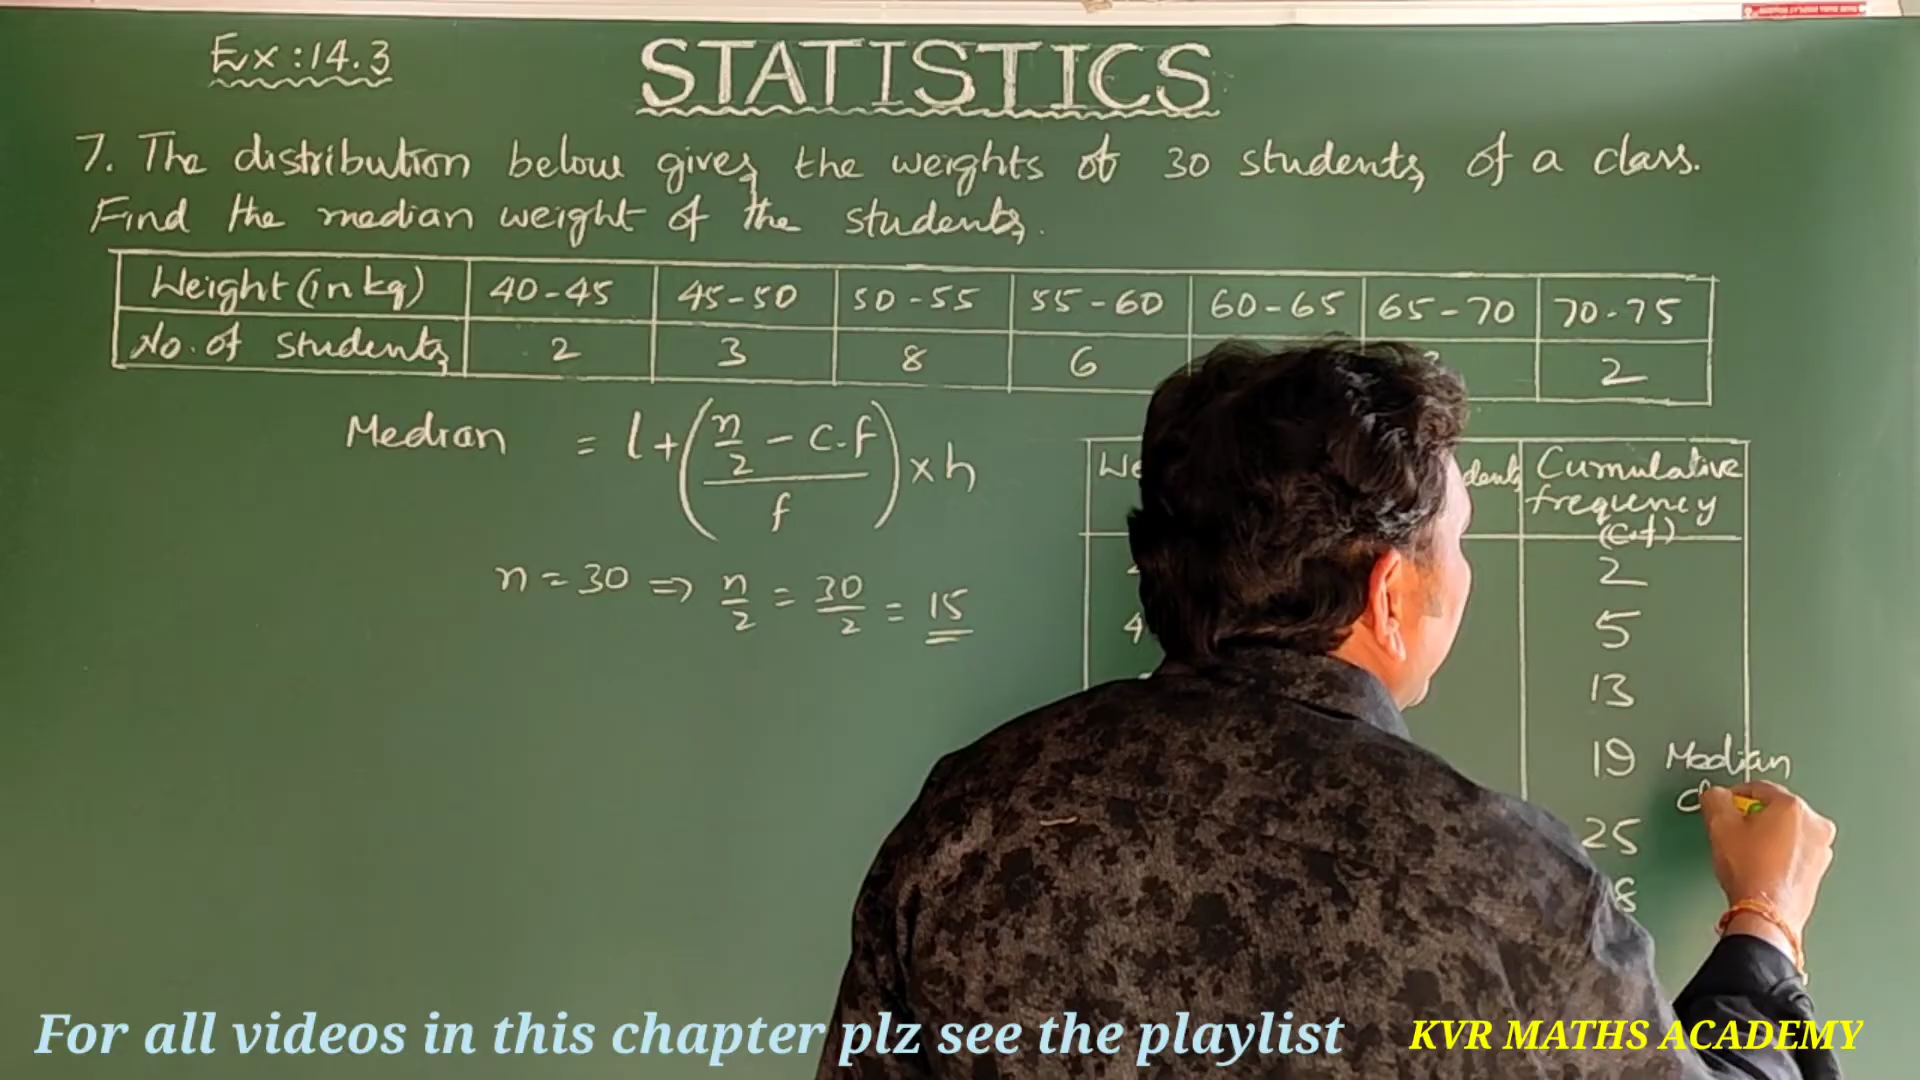 Ex:14.3
STATISTICS
7. The distribution below gives the weights of 30 students of a class.
Find the median weight of the students.
Weight (in kg) 40-45 45-50 50-55 55-60 60-65 65-70 70-75
No. of students 2 3 8 6 2
Median = l + ( n/2 - c.f / f ) × h
Cumulative
frequency
(c.f)
n = 30 ⇒ n/2 = 30/2 = 15
2
5
13
19 Median
25
8
For all videos in this chapter plz see the playlist
KVR MATHS ACADEMY